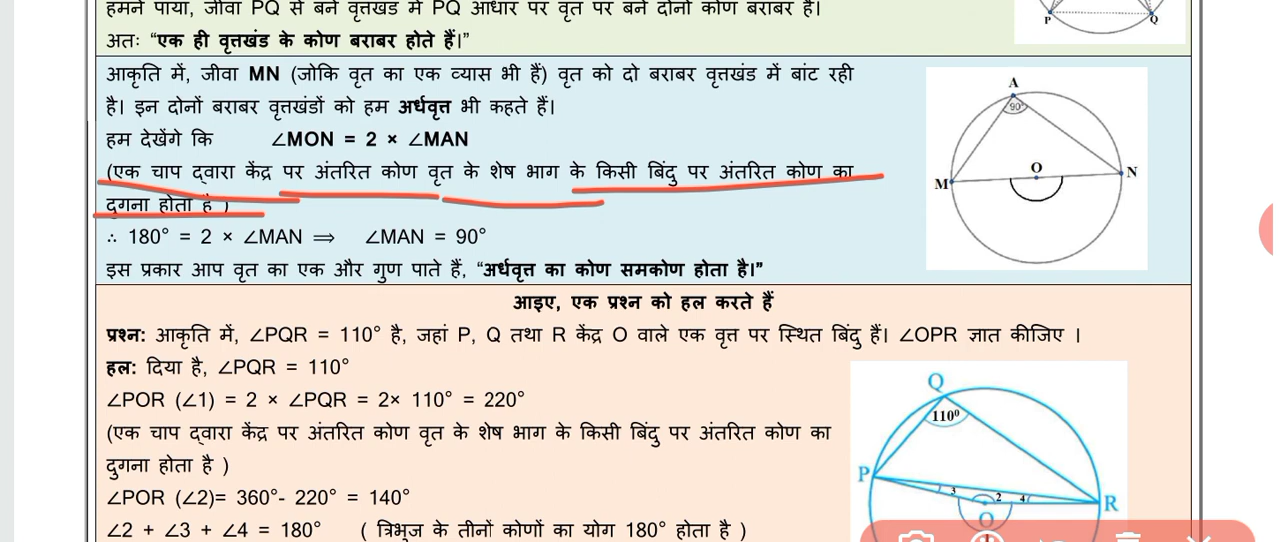 हमने पाया, जीवा PQ से बने वृत्तखंड में PQ आधार पर वृत पर बने दोनों कोण बराबर है।
अतः “एक ही वृत्तखंड के कोण बराबर होते हैं।”
P
Q
आकृति में, जीवा MN (जोकि वृत का एक व्यास भी हैं) वृत को दो बराबर वृत्तखंड में बांट रही
है। इन दोनों बराबर वृत्तखंडों को हम अर्धवृत्त भी कहते हैं।
हम देखेंगे कि ∠MON = 2 × ∠MAN
(एक चाप द्वारा केंद्र पर अंतरित कोण वृत के शेष भाग के किसी बिंदु पर अंतरित कोण का
दुगना होता है )
∴ 180° = 2 × ∠MAN ⟹ ∠MAN = 90°
इस प्रकार आप वृत का एक और गुण पाते हैं, “अर्धवृत्त का कोण समकोण होता है।”
A
90°
O
M
N
आइए, एक प्रश्न को हल करते हैं
प्रश्न: आकृति में, ∠PQR = 110° है, जहां P, Q तथा R केंद्र O वाले एक वृत्त पर स्थित बिंदु हैं। ∠OPR ज्ञात कीजिए ।
हल: दिया है, ∠PQR = 110°
∠POR (∠1) = 2 × ∠PQR = 2× 110° = 220°
(एक चाप द्वारा केंद्र पर अंतरित कोण वृत के शेष भाग के किसी बिंदु पर अंतरित कोण का
दुगना होता है )
∠POR (∠2)= 360°- 220° = 140°
∠2 + ∠3 + ∠4 = 180° ( त्रिभुज के तीनों कोणों का योग 180° होता है )
Q
110⁰
P
3
2
4
R
O
1